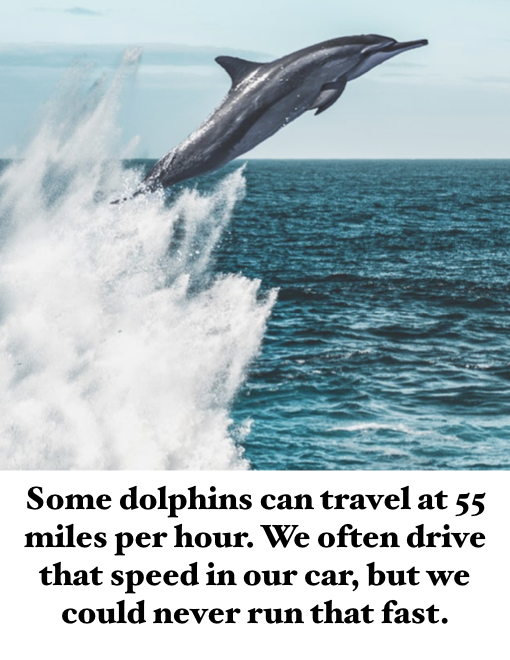 Some dolphins can travel at 55
miles per hour. We often drive
that speed in our car, but we
could never run that fast.